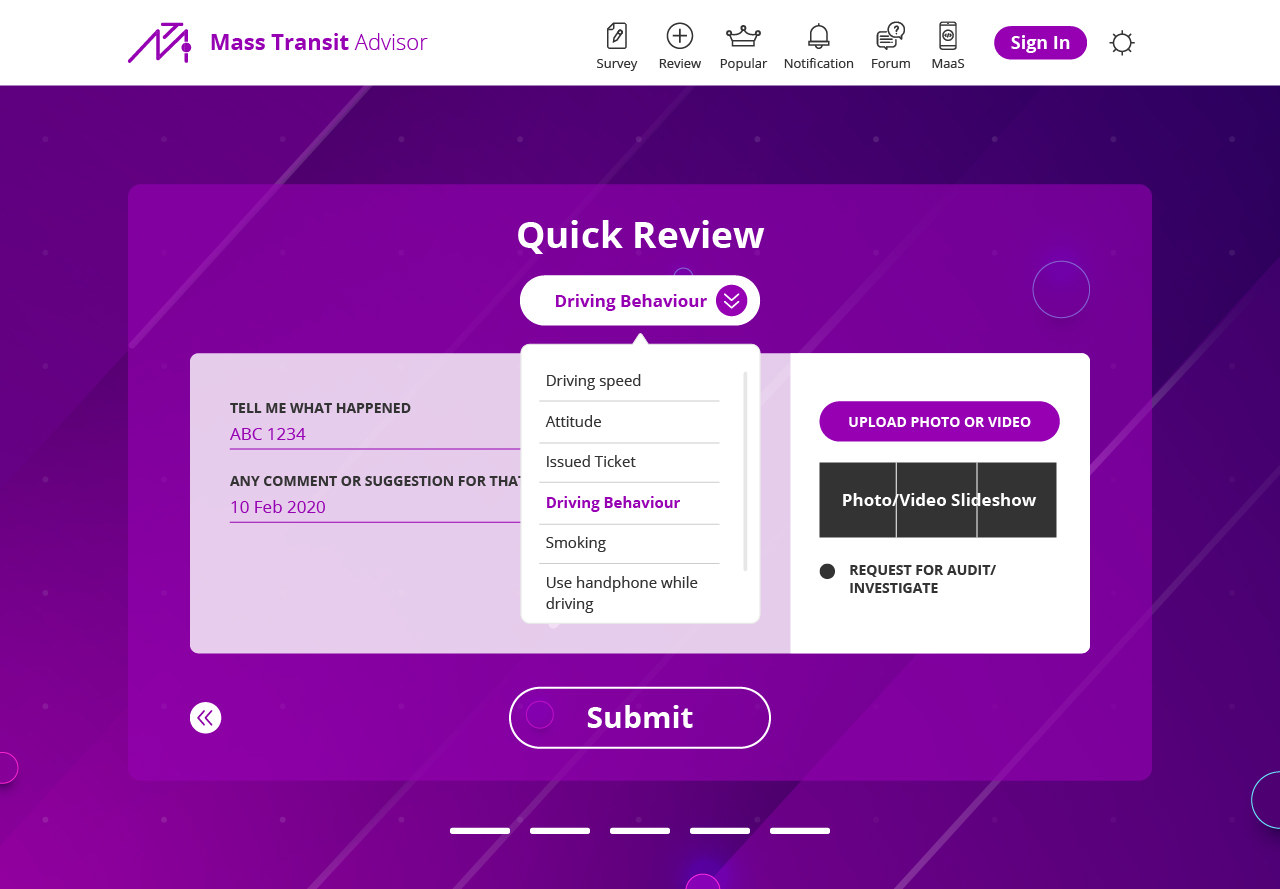 Mass Transit Advisor
Survey
Review
Popular
Notification
Forum
MaaS
Sign In
Quick Review
Driving Behaviour
Driving speed
Attitude
Issued Ticket
Driving Behaviour
Smoking
Use handphone while
driving
TELL ME WHAT HAPPENED
ABC 1234
ANY COMMENT OR SUGGESTION FOR
10 Feb 2020
UPLOAD PHOTO OR VIDEO
Photo/Video Slideshow
REQUEST FOR AUDIT/
INVESTIGATE
Submit